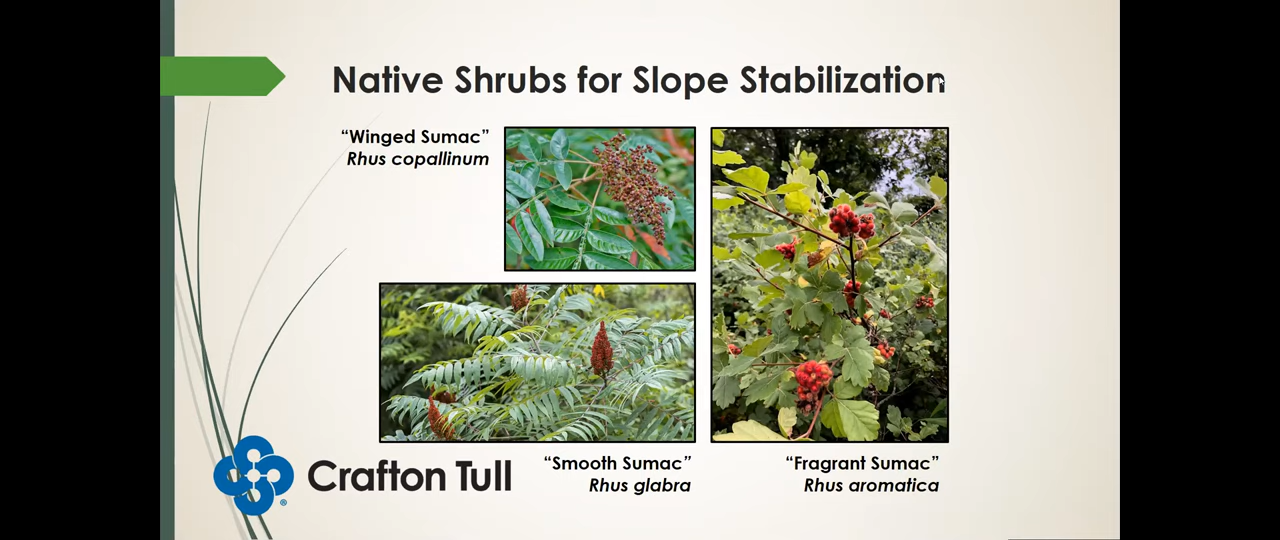 Native Shrubs for Slope Stabilization
“Winged Sumac”
Rhus copallinum
“Smooth Sumac”
Rhus glabra
“Fragrant Sumac”
Rhus aromatica
Crafton Tull
®